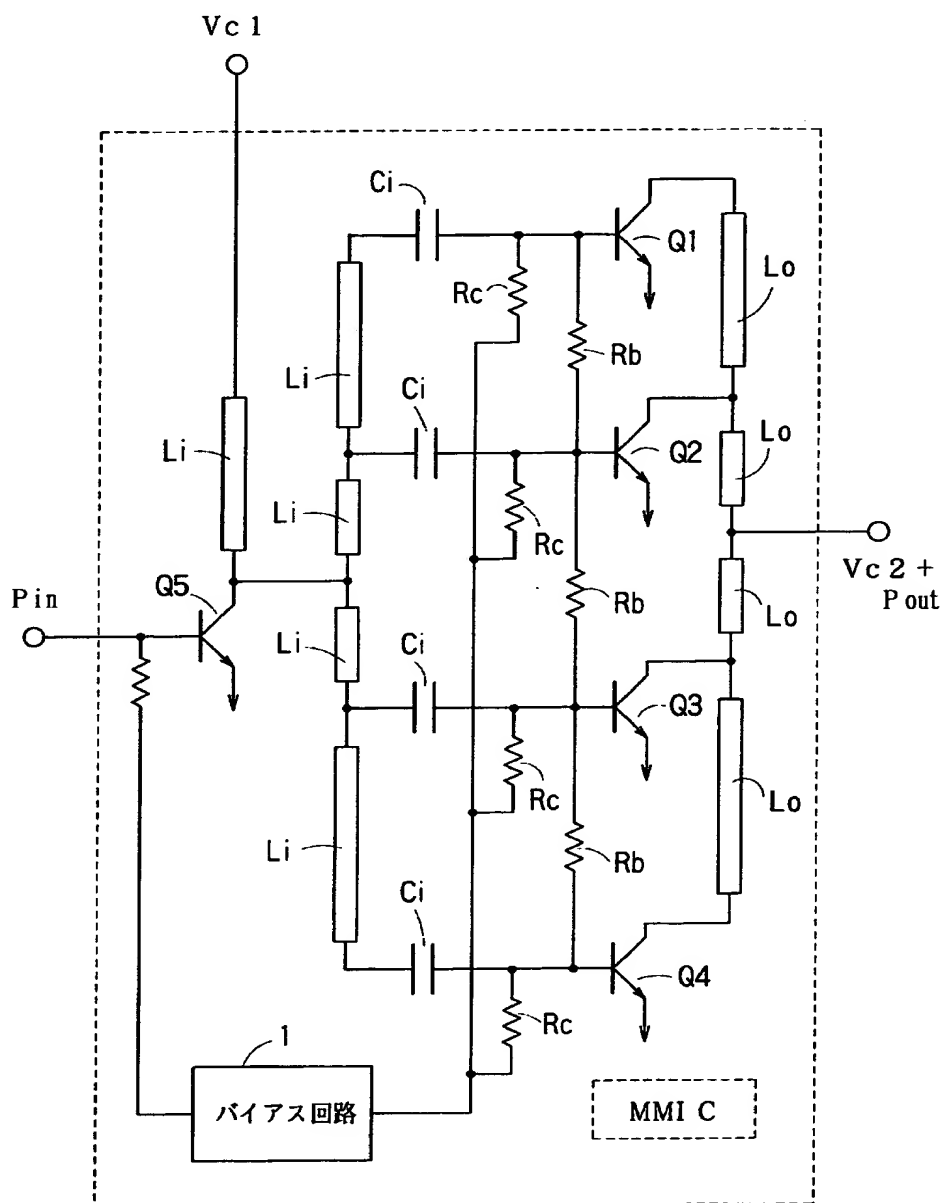 Vc 1
Ci
Q1
Rc
Lo
Rb
Li
Ci
Li
Q2
Lo
Li
Rc
Q5
Vc 2 +
P out
Pin
Lo
Rb
Li
Ci
Q3
Rc
Lo
Li
Rb
Ci
Q4
Rc
1
バイアス回路
MMI C